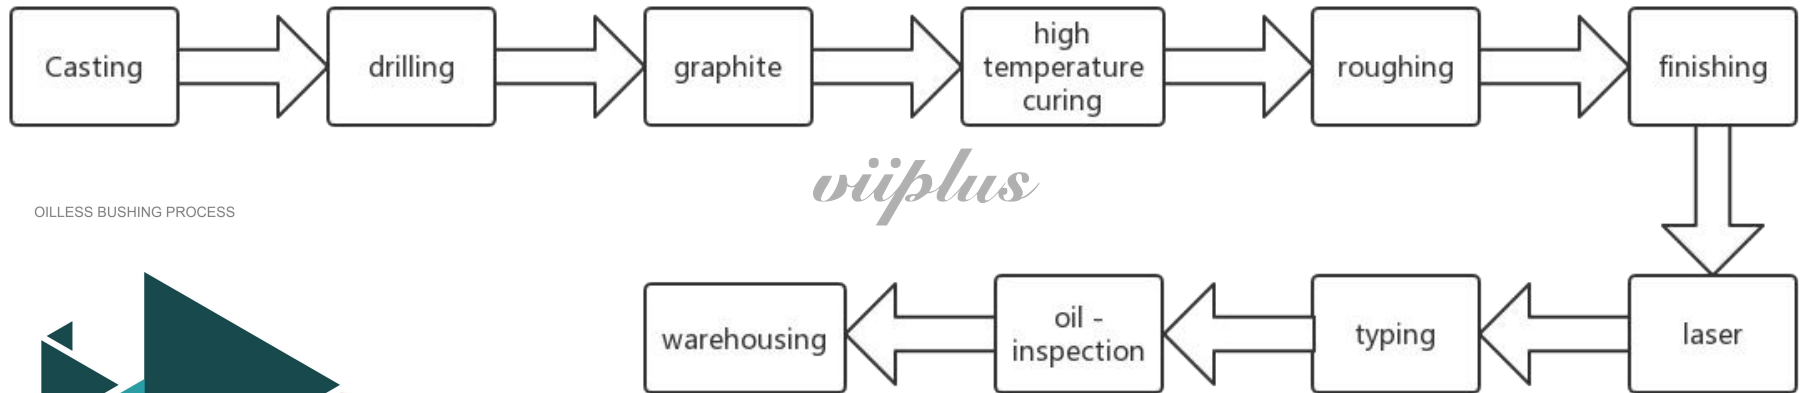 Casting
drilling
graphite
high
temperature
curing
roughing
finishing
viiplus
OILLESS BUSHING PROCESS
warehousing
oil -
inspection
typing
laser